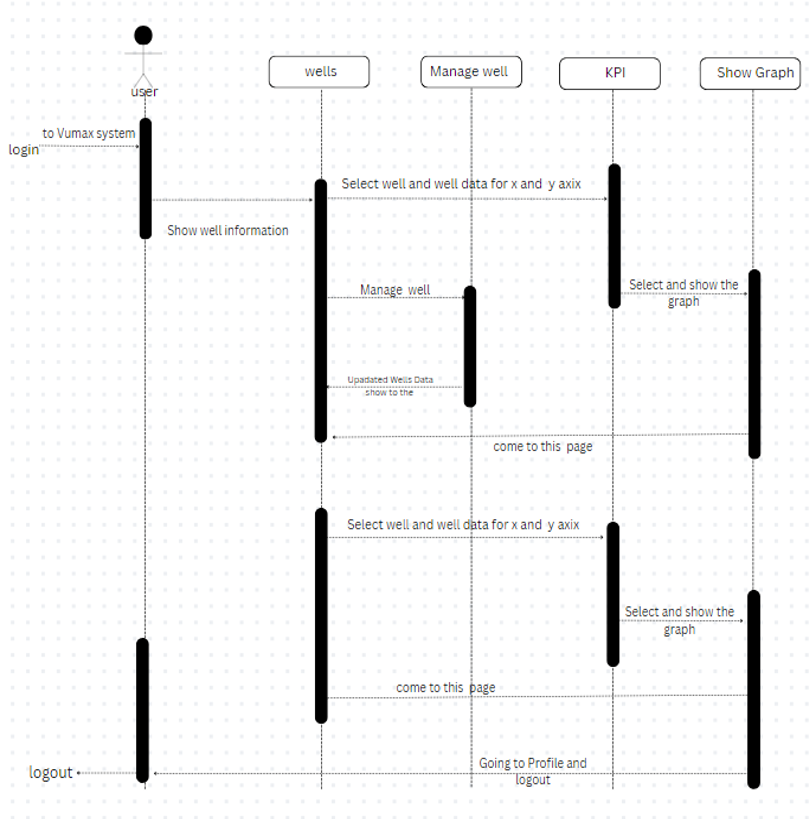 user
wells
Manage well
KPI
Show Graph
to Vumax system
login
Select well and well data for x and y axix
Show well information
Manage well
Select and show the
graph
Upadated Wells Data
show to the
come to this page
Select well and well data for x and y axix
Select and show the
graph
come to this page
Going to Profile and
logout
logout